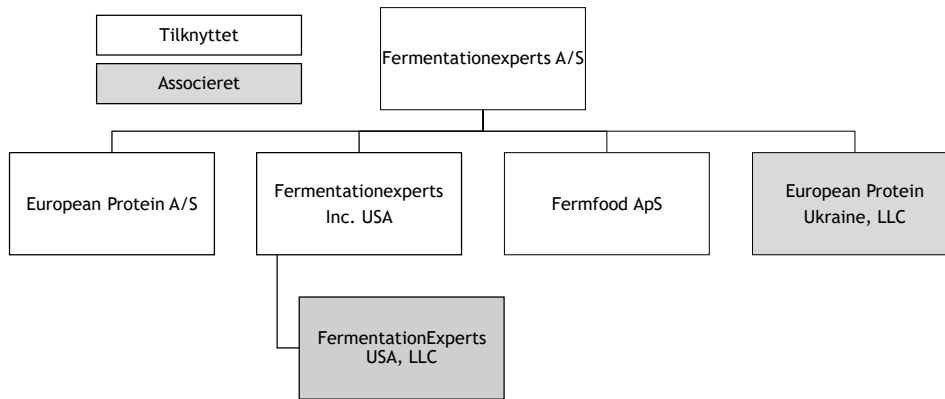 Tilknyttet
Associeret
Fermentationexperts A/S
European Protein A/S
Fermentationexperts
Inc. USA
Fermfood ApS
European Protein
Ukraine, LLC
FermentationExperts
USA, LLC